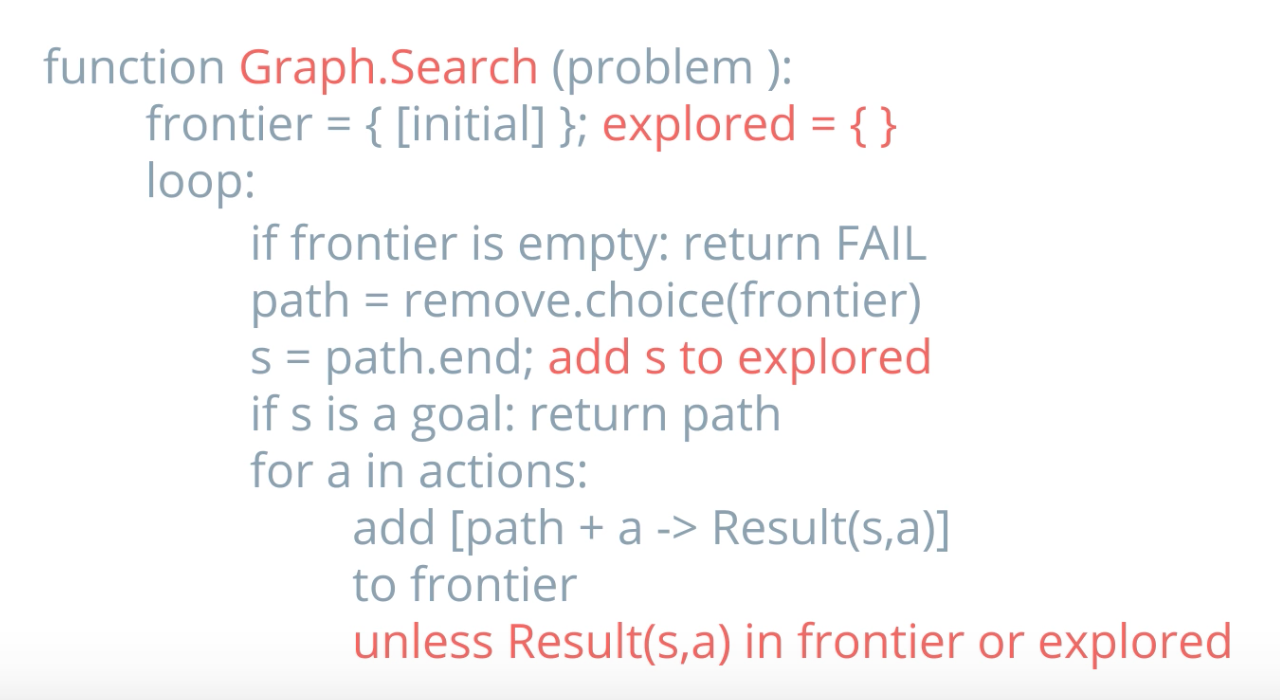 function Graph.Search (problem ):
frontier = { [initial] }; explored = { }
loop:
if frontier is empty: return FAIL
path = remove.choice(frontier)
s = path.end; add s to explored
if s is a goal: return path
for a in actions:
add [path + a -> Result(s,a)]
to frontier
unless Result(s,a) in frontier or explored